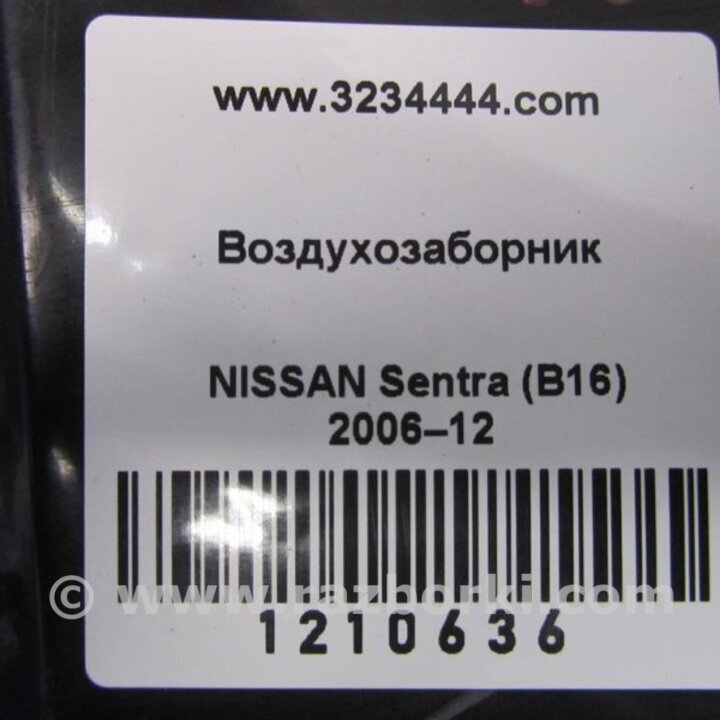 www.3234444.com
Воздухозаборник
NISSAN Sentra (B16)
2006–12
© www.razborki.com
1210636